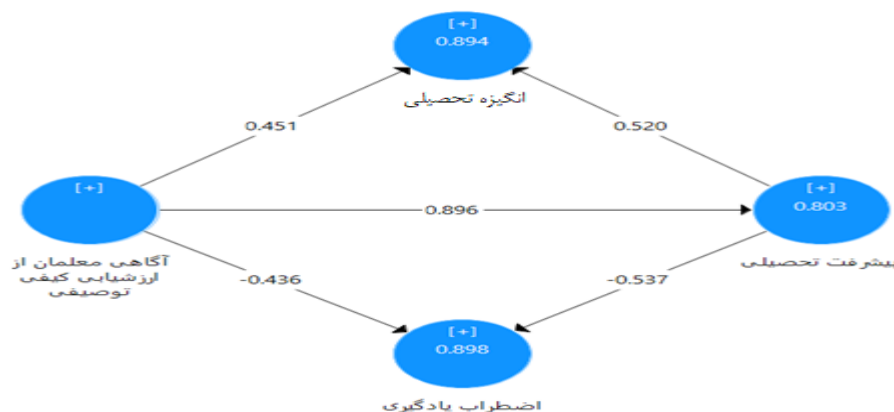 [+]
0.894
انگیزه تحصیلی
0.451
0.520
[+]
0.896
[+]
0.803
آگاهی معلمان از
ارزشیابی کیفی
توصیفی
پیشرفت تحصیلی
-0.436
-0.537
[+]
0.898
اضطراب یادگیری